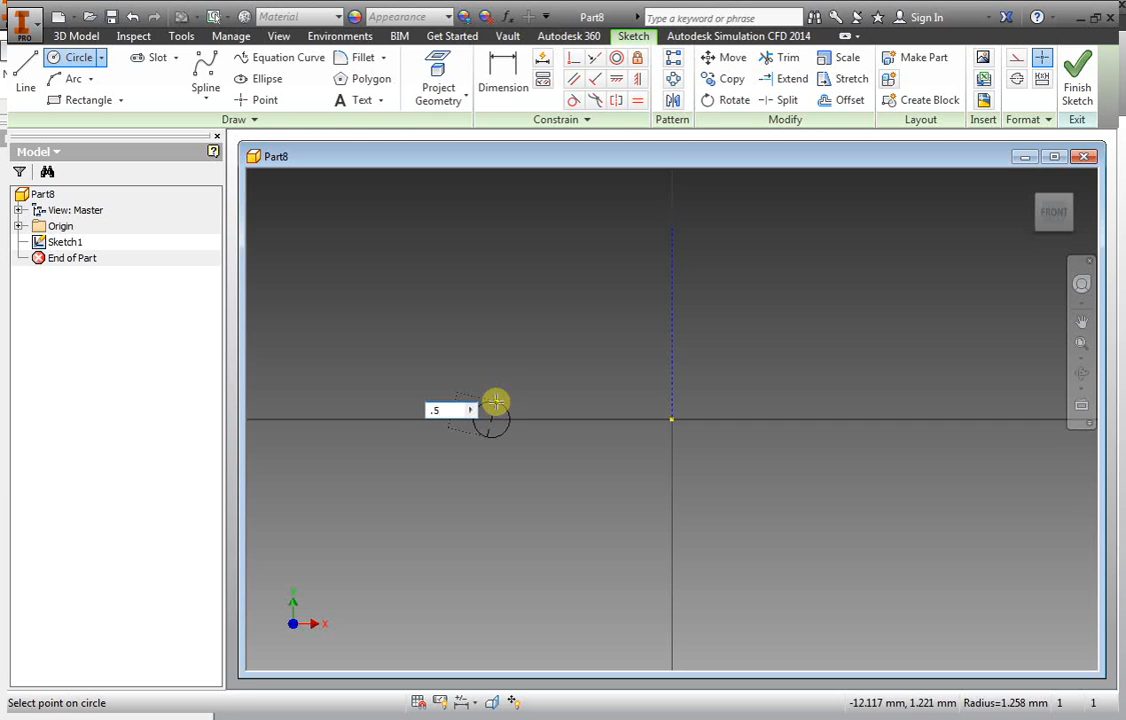 Material
Appearance
Part8
Type a keyword or phrase
Sign In
PRO
3D Model Inspect Tools Manage View Environments BIM Get Started Vault Autodesk 360 Sketch Autodesk Simulation CFD 2014
Line
Circle
Arc
Rectangle
Slot
Spline
Equation Curve
Ellipse
Point
Fillet
Polygon
Text
Project
Geometry
Dimension
Move
Copy
Rotate
Trim
Extend
Split
Scale
Stretch
Offset
Make Part
Create Block
Finish
Sketch
Draw Constrain Pattern Modify Layout Insert Format Exit
Model
Part8
View: Master
Origin
Sketch1
End of Part
Part8
FRONT
.5
X
Select point on circle
-12.117 mm, 1.221 mm Radius=1.258 mm 1 1